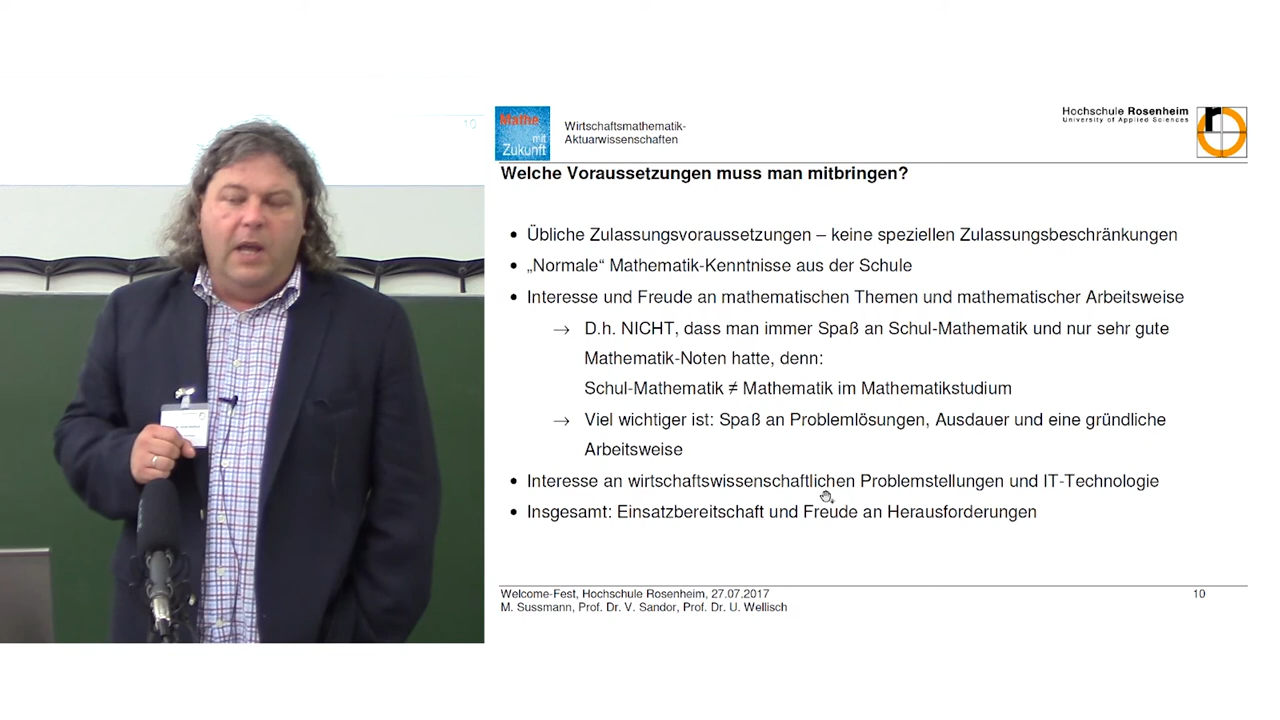 10
Mathe
mit
Zukunft
Wirtschaftsmathematik-
Aktuarwissenschaften
Hochschule Rosenheim
University of Applied Sciences
r
Welche Voraussetzungen muss man mitbringen?
• Übliche Zulassungsvoraussetzungen – keine speziellen Zulassungsbeschränkungen
• „Normale“ Mathematik-Kenntnisse aus der Schule
• Interesse und Freude an mathematischen Themen und mathematischer Arbeitsweise
→ D.h. NICHT, dass man immer Spaß an Schul-Mathematik und nur sehr gute
Mathematik-Noten hatte, denn:
Schul-Mathematik ≠ Mathematik im Mathematikstudium
→ Viel wichtiger ist: Spaß an Problemlösungen, Ausdauer und eine gründliche
Arbeitsweise
• Interesse an wirtschaftswissenschaftlichen Problemstellungen und IT-Technologie
• Insgesamt: Einsatzbereitschaft und Freude an Herausforderungen
Welcome-Fest, Hochschule Rosenheim, 27.07.2017
M. Sussmann, Prof. Dr. V. Sandor, Prof. Dr. U. Wellisch
10